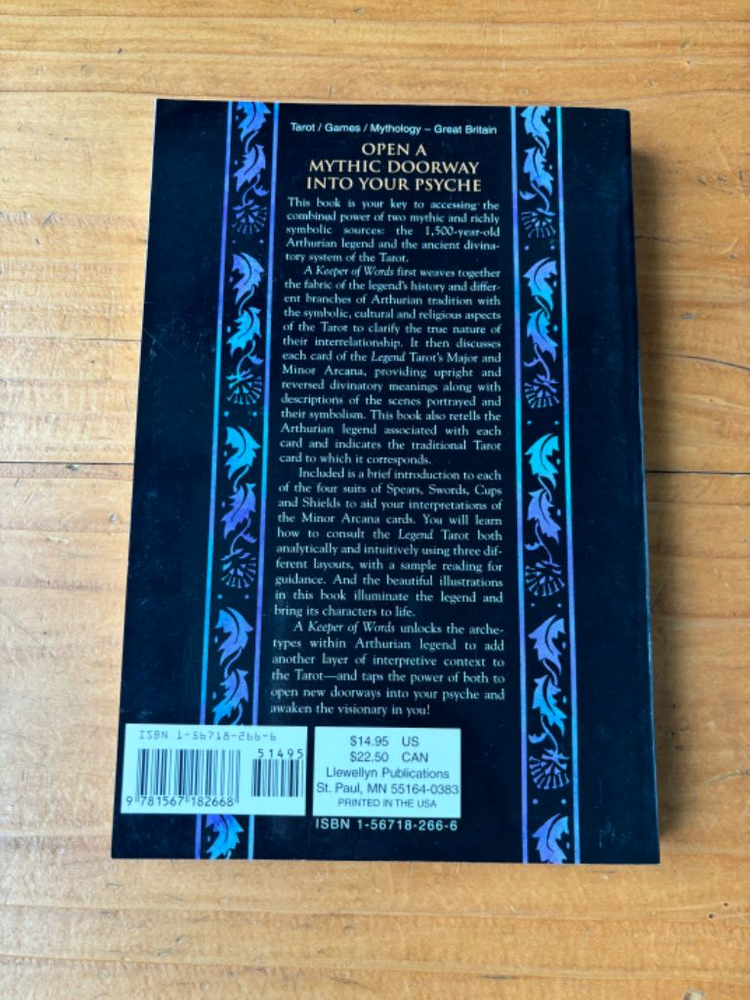 Tarot / Games / Mythology – Great Britain
OPEN A
MYTHIC DOORWAY
INTO YOUR PSYCHE
This book is your key to accessing the
combined power of two mythic and richly
symbolic sources: the 1,500-year-old
Arthurian legend and the ancient divina-
tory system of the Tarot.
A Keeper of Words first weaves together
the fabric of the legend's history and differ-
ent branches of Arthurian tradition with
the symbolic, cultural and religious aspects
of the Tarot to clarify the true nature of
their interrelationship. It then discusses
each card of the Legend Tarot's Major and
Minor Arcana, providing upright and
reversed divinatory meanings along with
descriptions of the scenes portrayed and
their symbolism. This book also retells the
Arthurian legend associated with each
card and indicates the traditional Tarot
card to which it corresponds.
Included is a brief introduction to each
of the four suits of Spears, Swords, Cups
and Shields to aid your interpretations of
the Minor Arcana cards. You will learn
how to consult the Legend Tarot both
analytically and intuitively using three dif-
ferent layouts, with a sample reading for
guidance. And the beautiful illustrations
in this book illuminate the legend and
bring its characters to life.
A Keeper of Words unlocks the arche-
types within Arthurian legend to add
another layer of interpretive context to
the Tarot—and taps the power of both to
open new doorways into your psyche and
awaken the visionary in you!
ISBN 1-56718-266-6
51495
9 781567 182668
$14.95 US
$22.50 CAN
Llewellyn Publications
St. Paul, MN 55164-0383
PRINTED IN THE USA
ISBN 1-56718-266-6